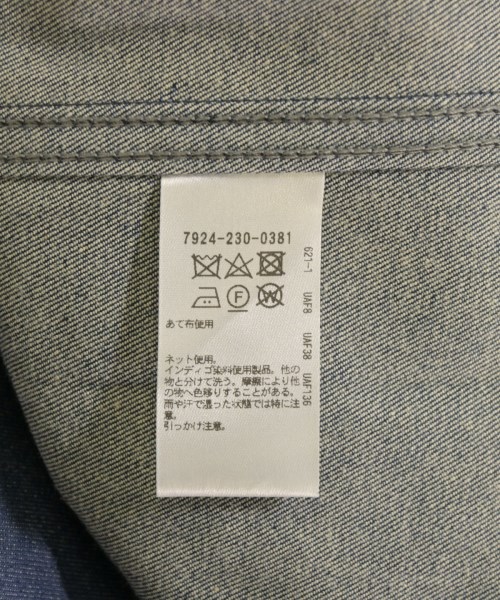 7924-230-0381
F
W
あて布使用
ネット使用。
インディゴ染料使用製品。他の
物と分けて洗う。摩擦により他
の物へ色移りすることがある。
雨や汗で湿った状態では特に注
意。
引っかけ注意。
621-1 UAF8 UAF38 UAF136